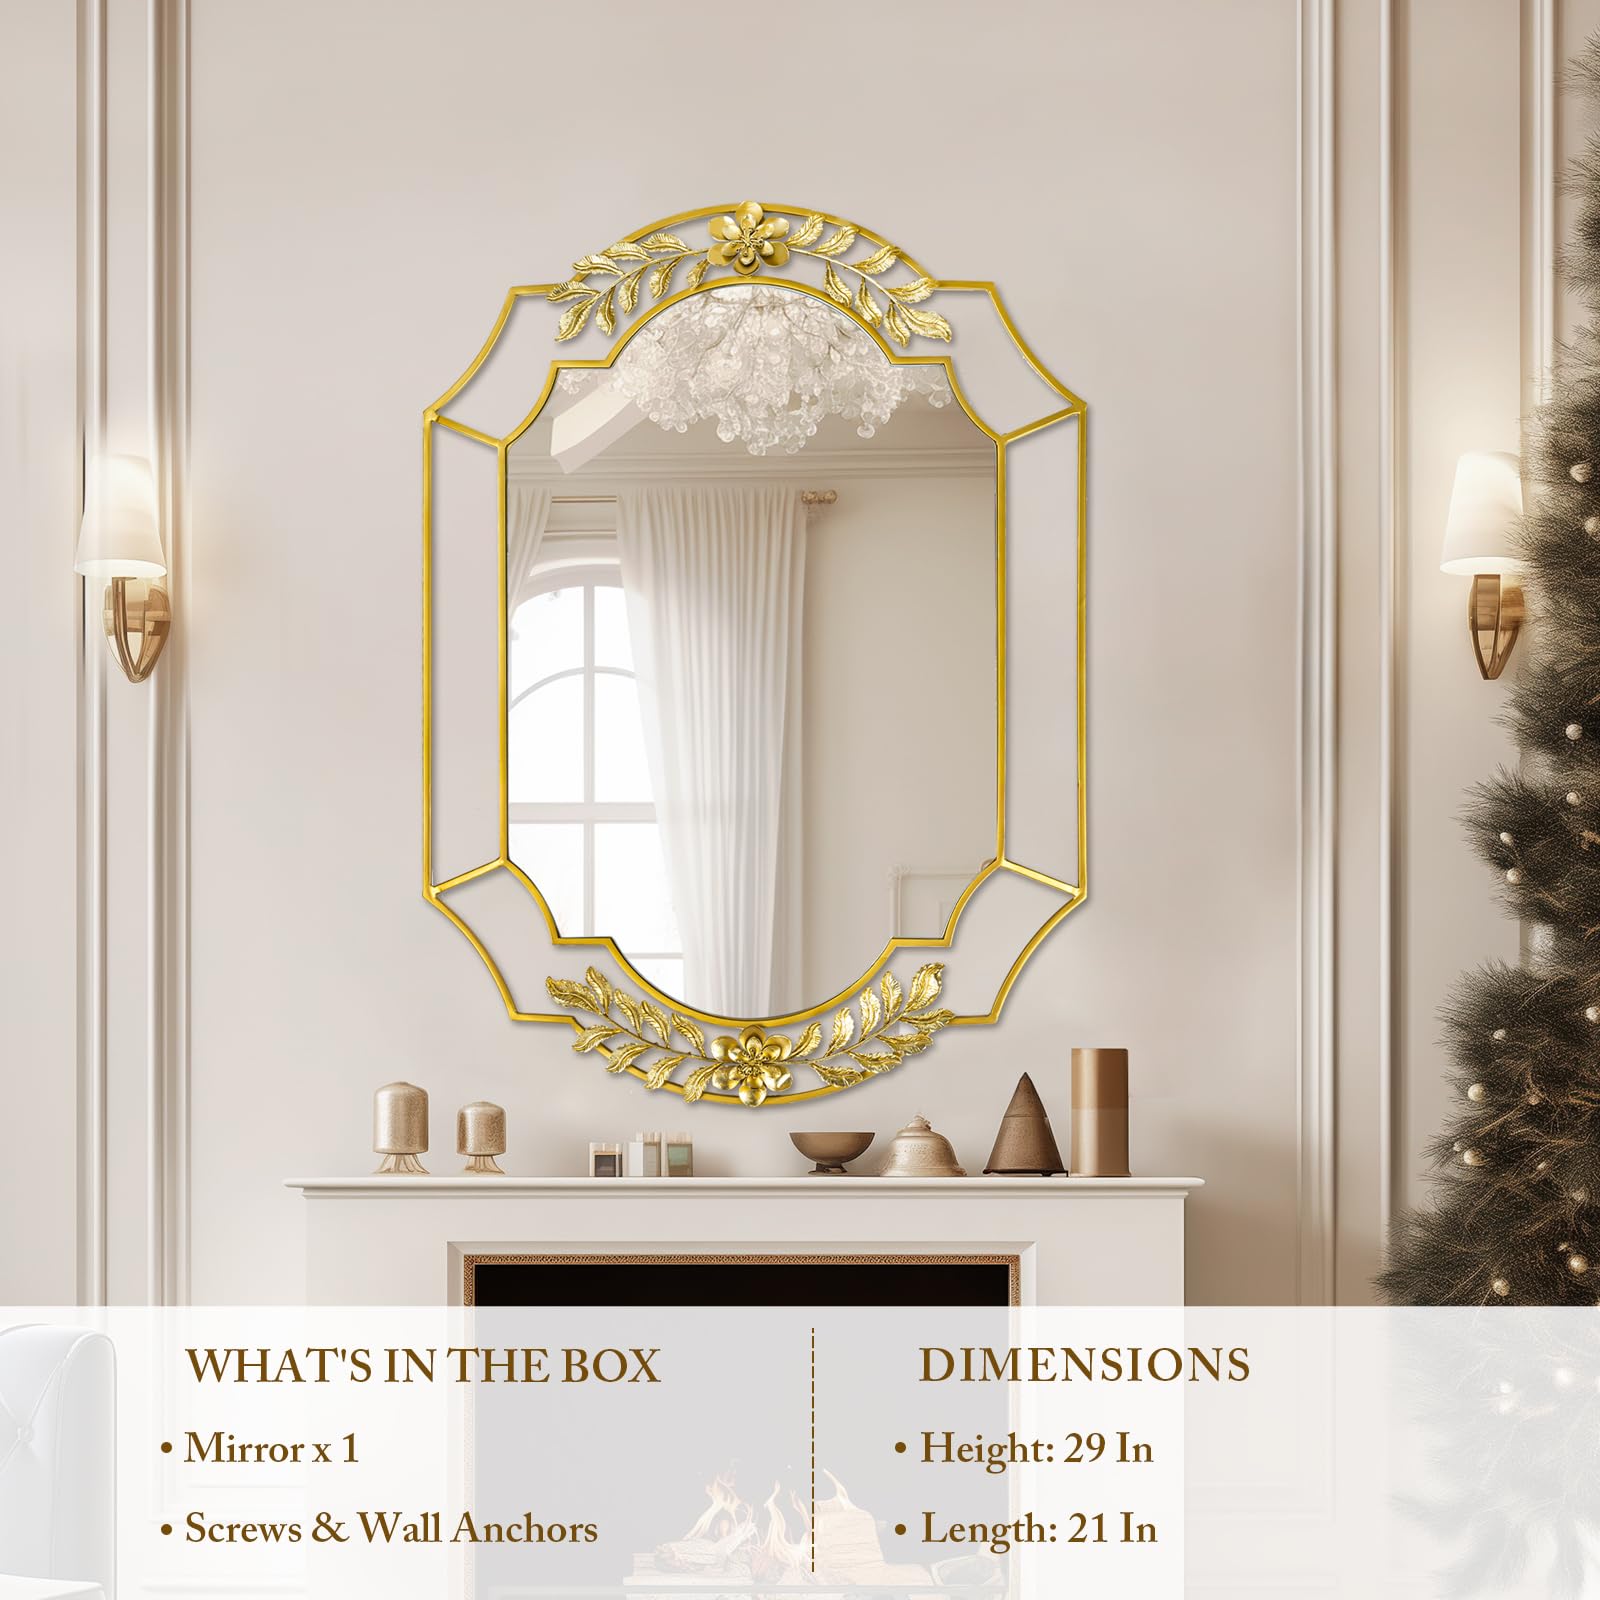 WHAT'S IN THE BOX
• Mirror x 1
• Screws & Wall Anchors
DIMENSIONS
• Height: 29 In
• Length: 21 In